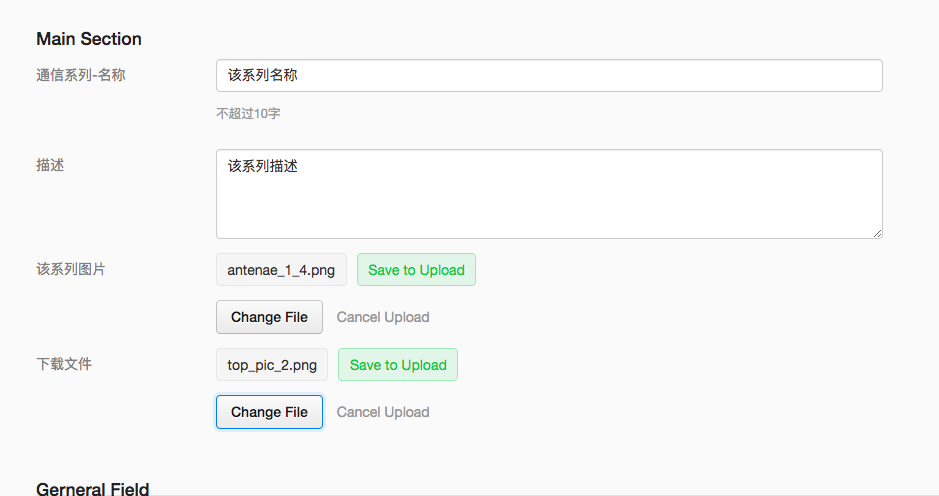 Main Section
通信系列-名称
该系列名称
不超过10字
描述
该系列描述
该系列图片
antenae_1_4.png Save to Upload
Change File Cancel Upload
下载文件
top_pic_2.png Save to Upload
Change File Cancel Upload
Gerneral Field